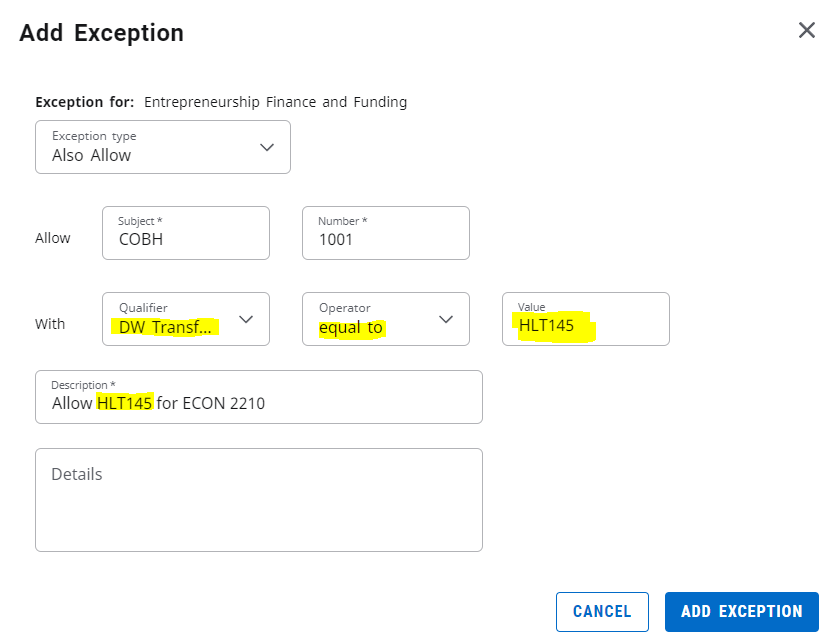 Add Exception
Exception for: Entrepreneurship Finance and Funding
Exception type
Also Allow
Allow
Subject *
COBH
Number *
1001
With
Qualifier
DW Transf...
Operator
equal to
Value
HLT145
Description *
Allow HLT145 for ECON 2210
Details
CANCEL
ADD EXCEPTION